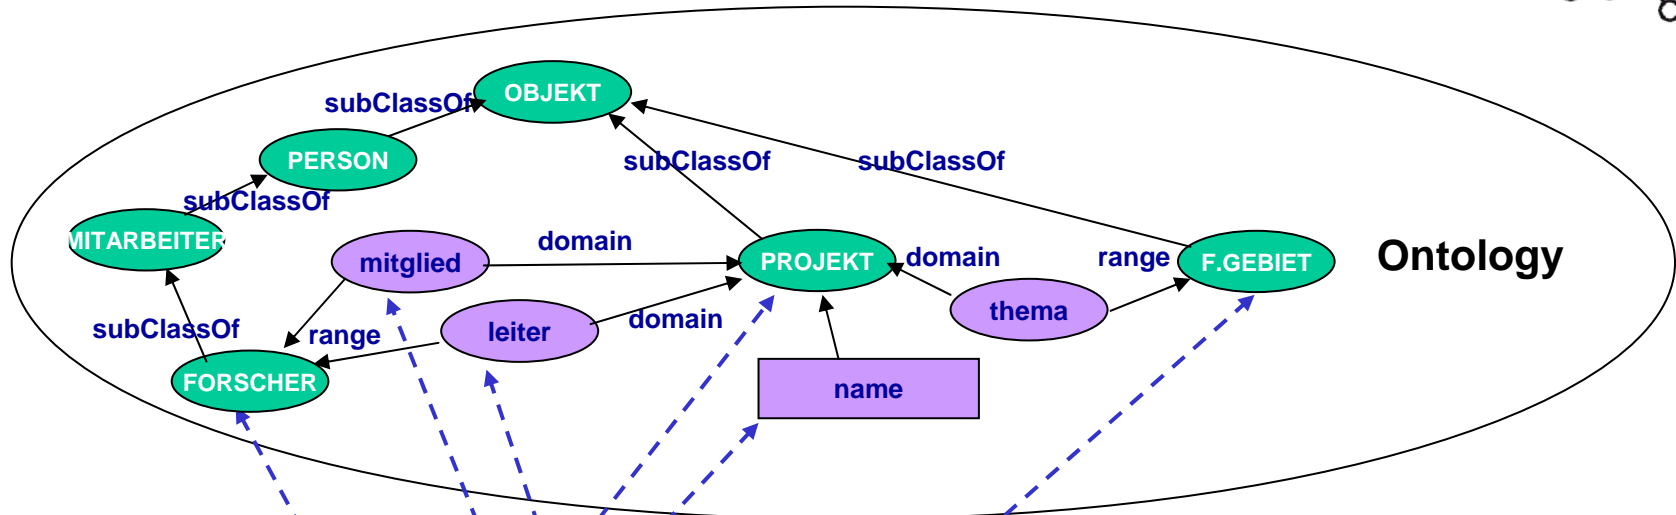 OBJEKT
subClassOf
PERSON
subClassOf
subClassOf
subClassOf
MITARBEITER
mitglied
domain
PROJEKT
domain
range
F.GEBIET
Ontology
thema
subClassOf
range
leiter
domain
FORSCHER
name